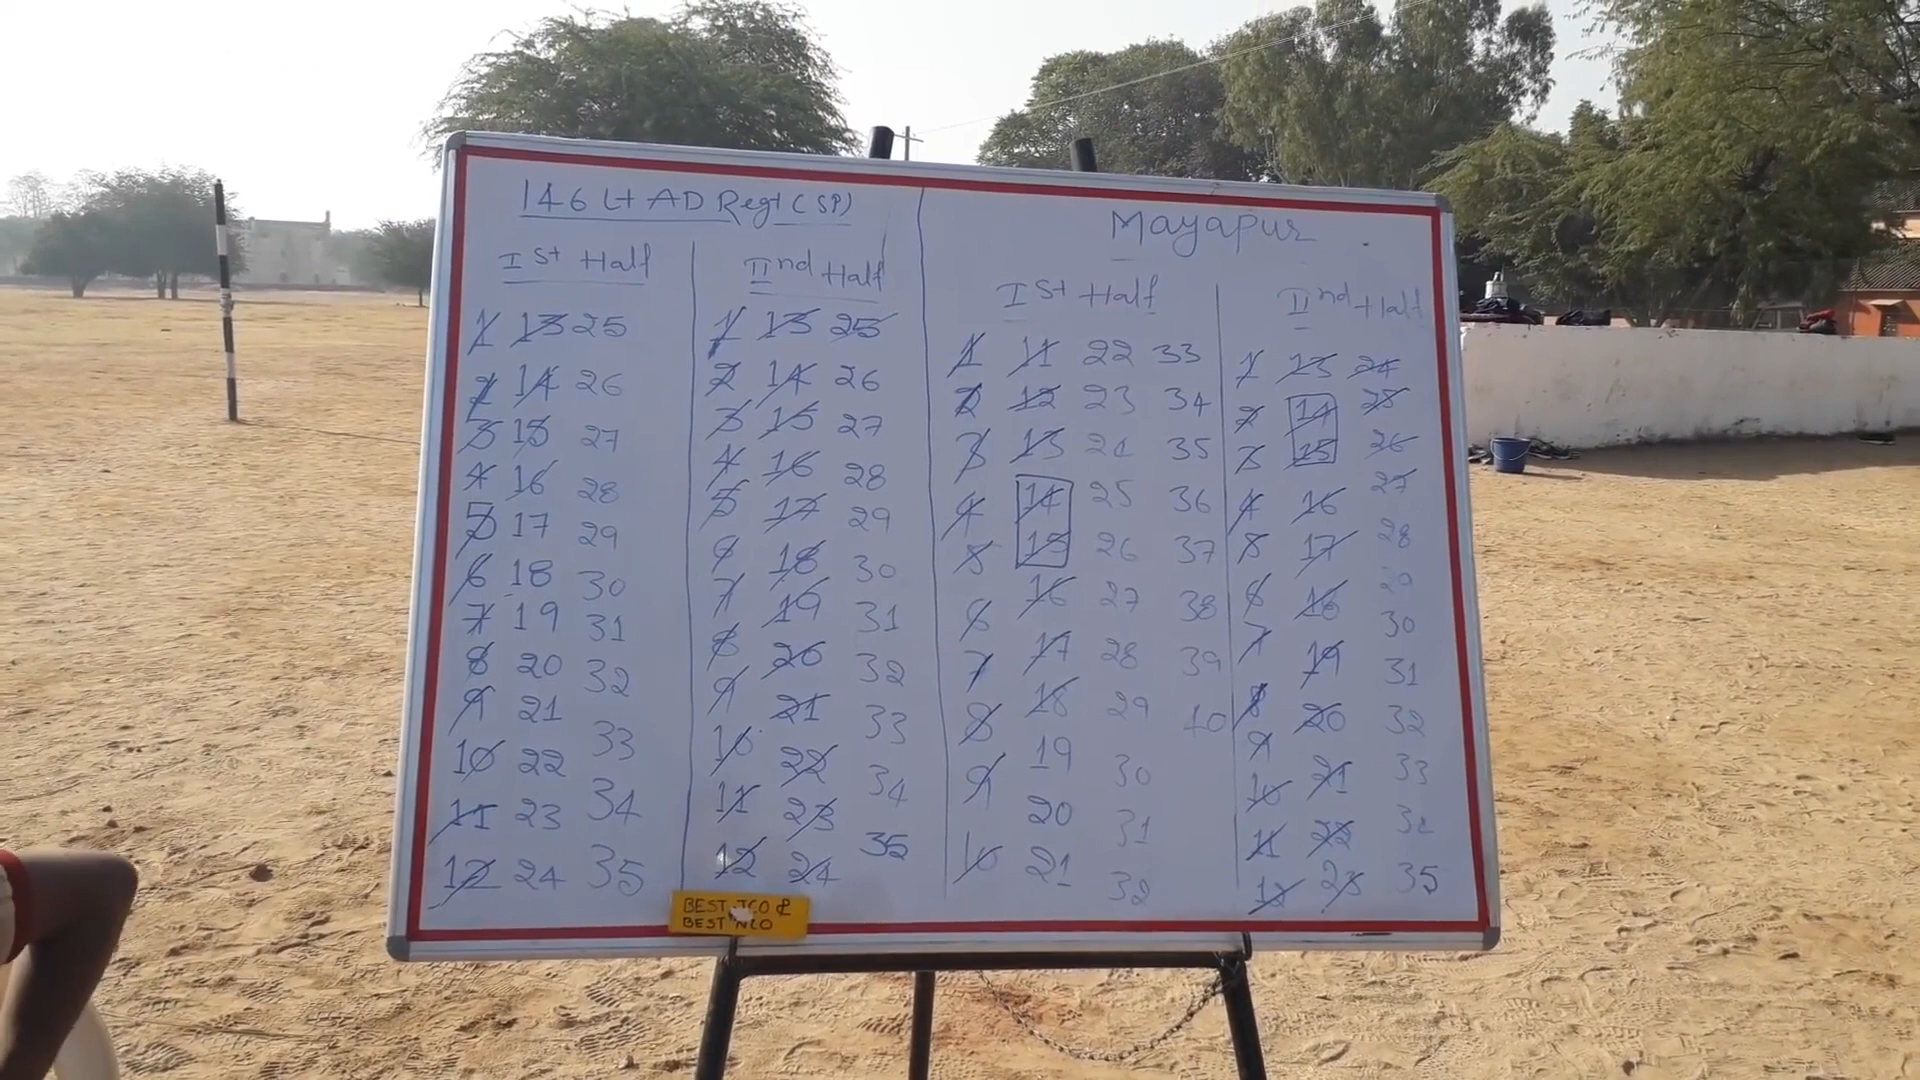 146 Lt AD Regt (SP)
Mayapur
Ist Half
IInd Half
Ist Half
IInd Half
1 13 25
2 14 26
3 15 27
4 16 28
5 17 29
6 18 30
7 19 31
8 20 32
9 21 33
10 22 34
11 23 35
12 24
1 13 25
2 14 26
3 15 27
4 16 28
5 17 29
6 18 30
7 19 31
8 20 32
9 21 33
10 22 34
11 23 35
12 24
1 11 22 33
2 12 23 34
3 13 24 35
4 14 25 36
5 15 26 37
6 16 27 38
7 17 28 39
8 18 29 40
9 19 30
10 20 31
21 32
1 13 24
2 14 25
3 15 26
4 16 27
5 17 28
6 18 29
7 19 30
8 20 31
9 21 32
10 22 33
11 23 34
12 35
BEST JCO &
BEST NCO